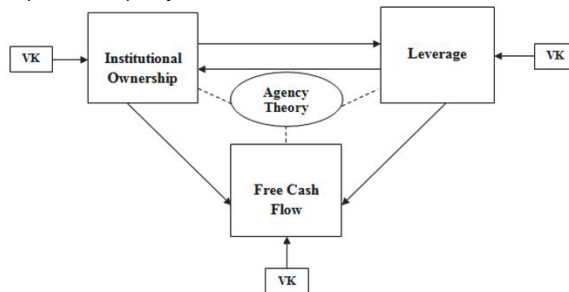 VK
Institutional
Ownership
Leverage
VK
Agency
Theory
Free Cash
Flow
VK